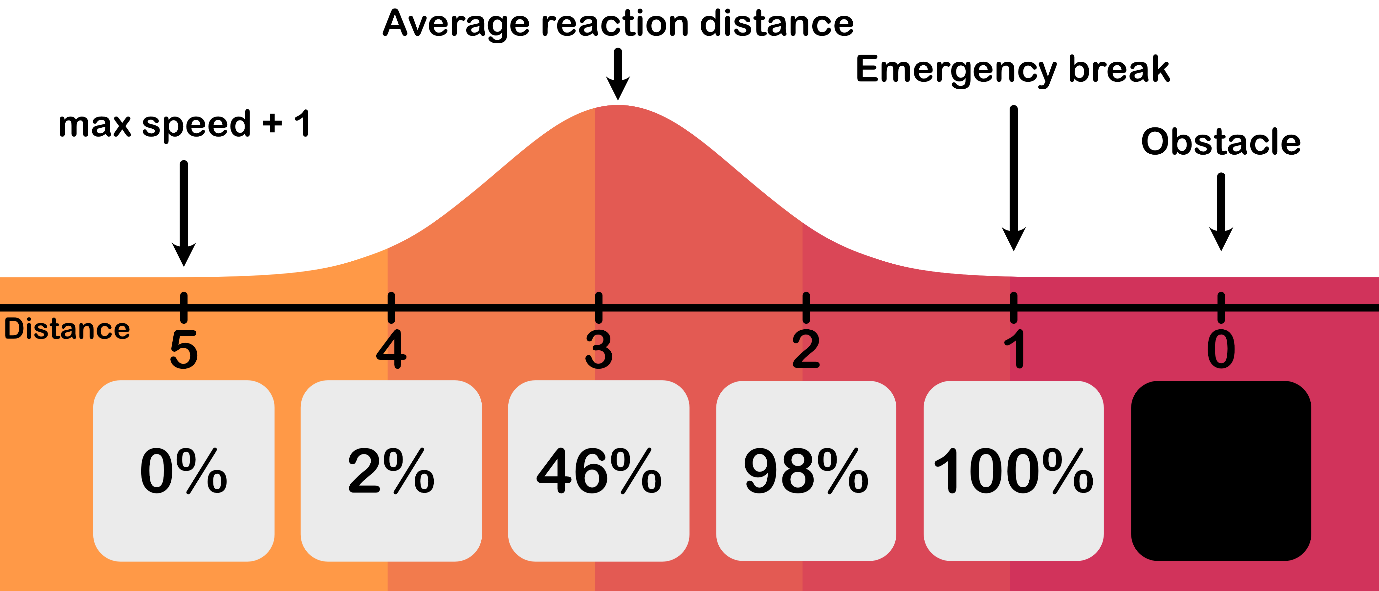 Average reaction distance
Emergency break
max speed + 1
Obstacle
Distance
5 4 3 2 1 0
0% 2% 46% 98% 100%